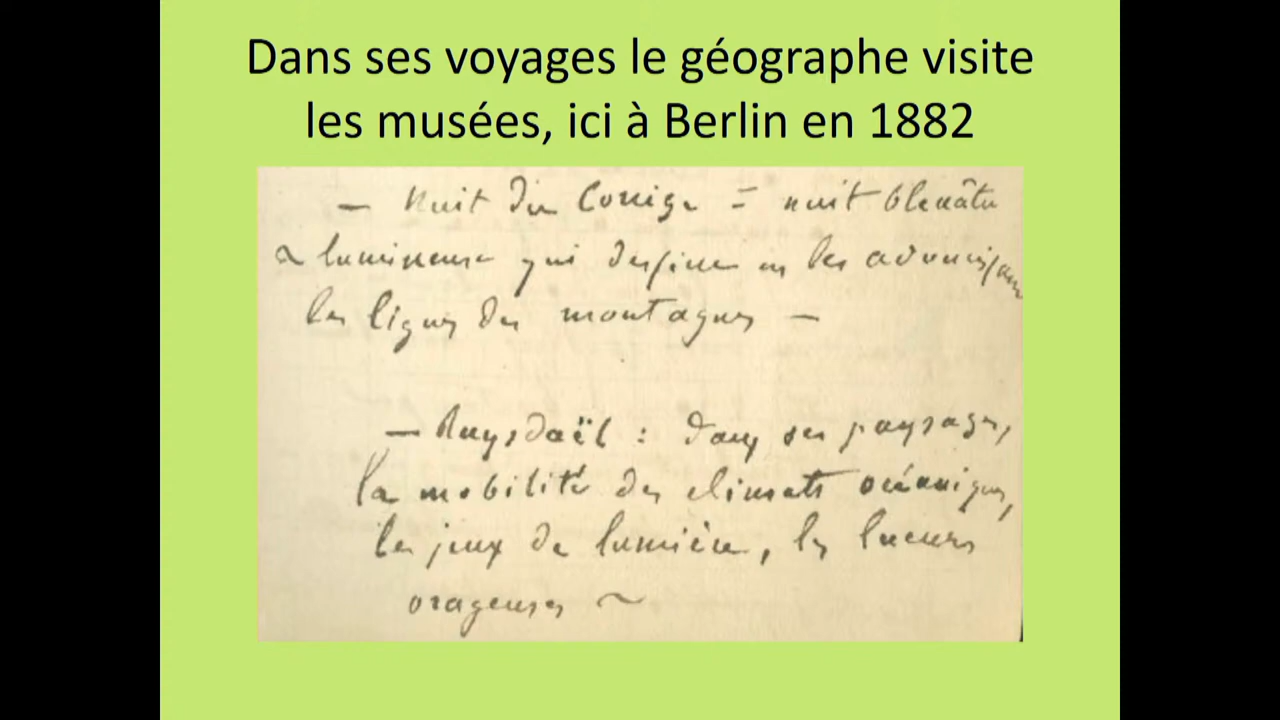 Dans ses voyages le géographe visite
les musées, ici à Berlin en 1882
— Nuit du Corrige = nuit bleuâtre
& lumineuse qui dessine en les adoucissant
les lignes des montagnes —
— Ruysdaël : dans ses paysages,
la mobilité des climats océaniques,
les jeux de lumière, les lueurs
orageuses ~